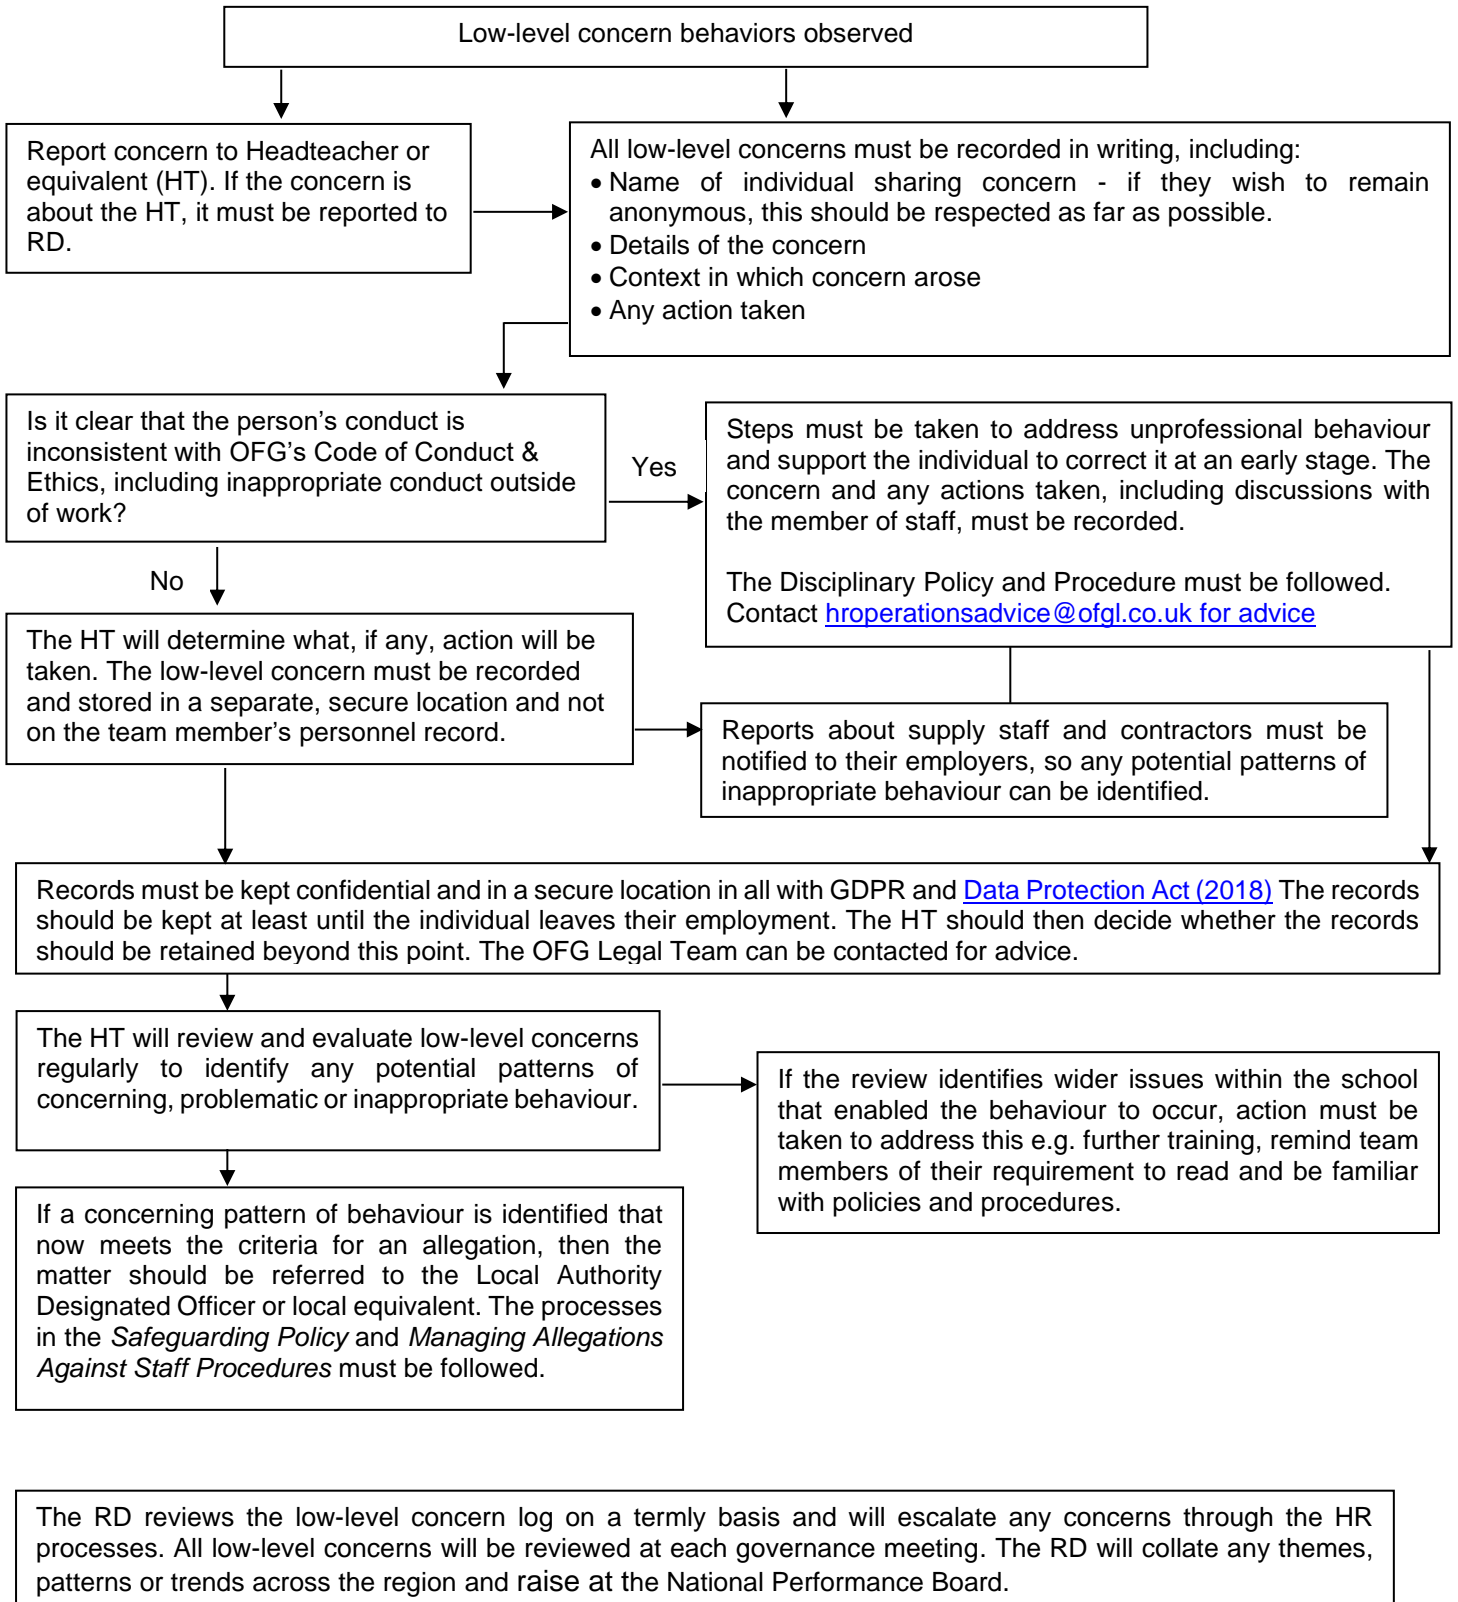 Low-level concern behaviors observed
Report concern to Headteacher or
equivalent (HT). If the concern is
about the HT, it must be reported to
RD.
All low-level concerns must be recorded in writing, including:
• Name of individual sharing concern - if they wish to remain
anonymous, this should be respected as far as possible.
• Details of the concern
• Context in which concern arose
• Any action taken
Is it clear that the person’s conduct is
inconsistent with OFG’s Code of Conduct &
Ethics, including inappropriate conduct outside
of work?
Yes
Steps must be taken to address unprofessional behaviour
and support the individual to correct it at an early stage. The
concern and any actions taken, including discussions with
the member of staff, must be recorded.
The Disciplinary Policy and Procedure must be followed.
Contact hroperationsadvice@ofgl.co.uk for advice
No
The HT will determine what, if any, action will be
taken. The low-level concern must be recorded
and stored in a separate, secure location and not
on the team member’s personnel record.
Reports about supply staff and contractors must be
notified to their employers, so any potential patterns of
inappropriate behaviour can be identified.
Records must be kept confidential and in a secure location in all with GDPR and Data Protection Act (2018) The records
should be kept at least until the individual leaves their employment. The HT should then decide whether the records
should be retained beyond this point. The OFG Legal Team can be contacted for advice.
The HT will review and evaluate low-level concerns
regularly to identify any potential patterns of
concerning, problematic or inappropriate behaviour.
If the review identifies wider issues within the school
that enabled the behaviour to occur, action must be
taken to address this e.g. further training, remind team
members of their requirement to read and be familiar
with policies and procedures.
If a concerning pattern of behaviour is identified that
now meets the criteria for an allegation, then the
matter should be referred to the Local Authority
Designated Officer or local equivalent. The processes
in the Safeguarding Policy and Managing Allegations
Against Staff Procedures must be followed.
The RD reviews the low-level concern log on a termly basis and will escalate any concerns through the HR
processes. All low-level concerns will be reviewed at each governance meeting. The RD will collate any themes,
patterns or trends across the region and raise at the National Performance Board.